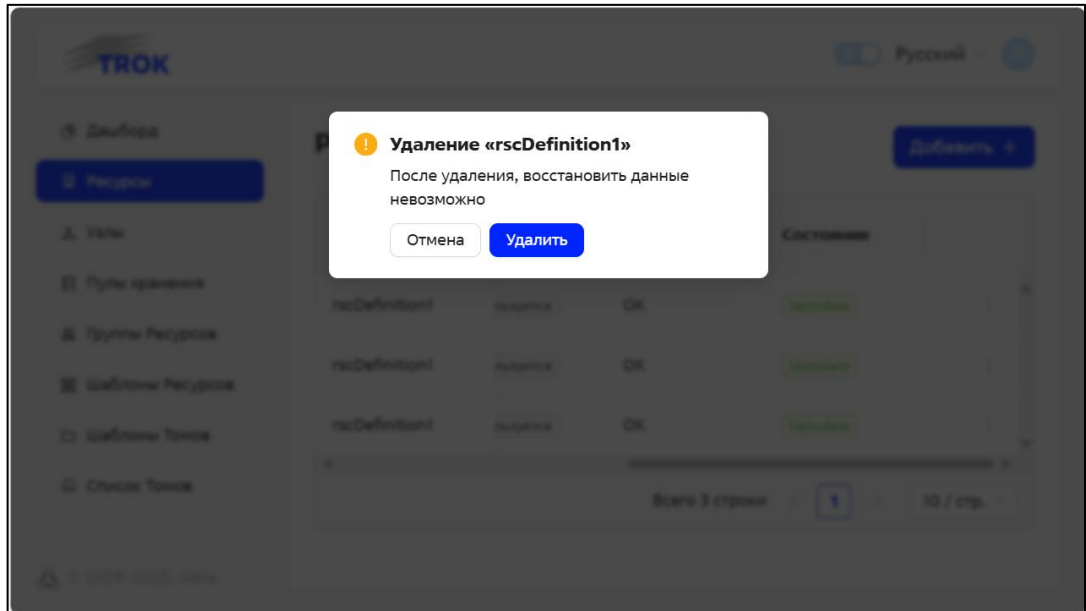 TROK
Русский
Дашборд
Добавить +
Удаление «rscDefinition1»
После удаления, восстановить данные
невозможно
Отмена
Удалить
Ресурсы
Узлы
Состояние
Пулы хранения
rscDefinition1
OK
Группы Ресурсов
rscDefinition1
OK
Шаблоны Ресурсов
Шаблоны Томов
rscDefinition1
OK
Список Томов
Всего 3 строки
1
10 / стр.